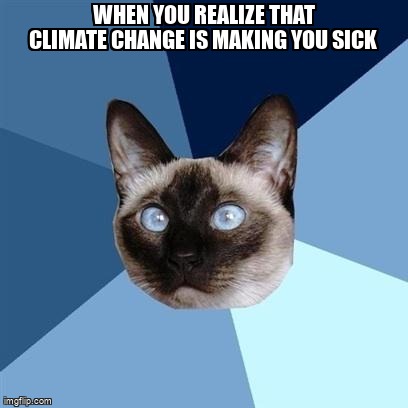 WHEN YOU REALIZE THAT
CLIMATE CHANGE IS MAKING YOU SICK
imgflip.com